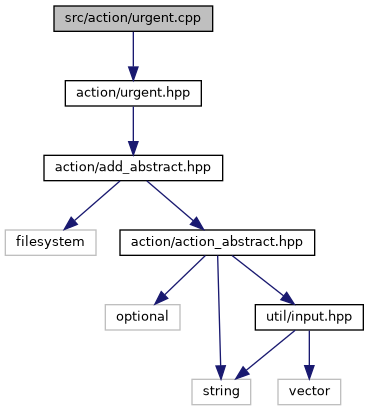 src/action/urgent.cpp
action/urgent.hpp
action/add_abstract.hpp
filesystem
action/action_abstract.hpp
optional
util/input.hpp
string
vector